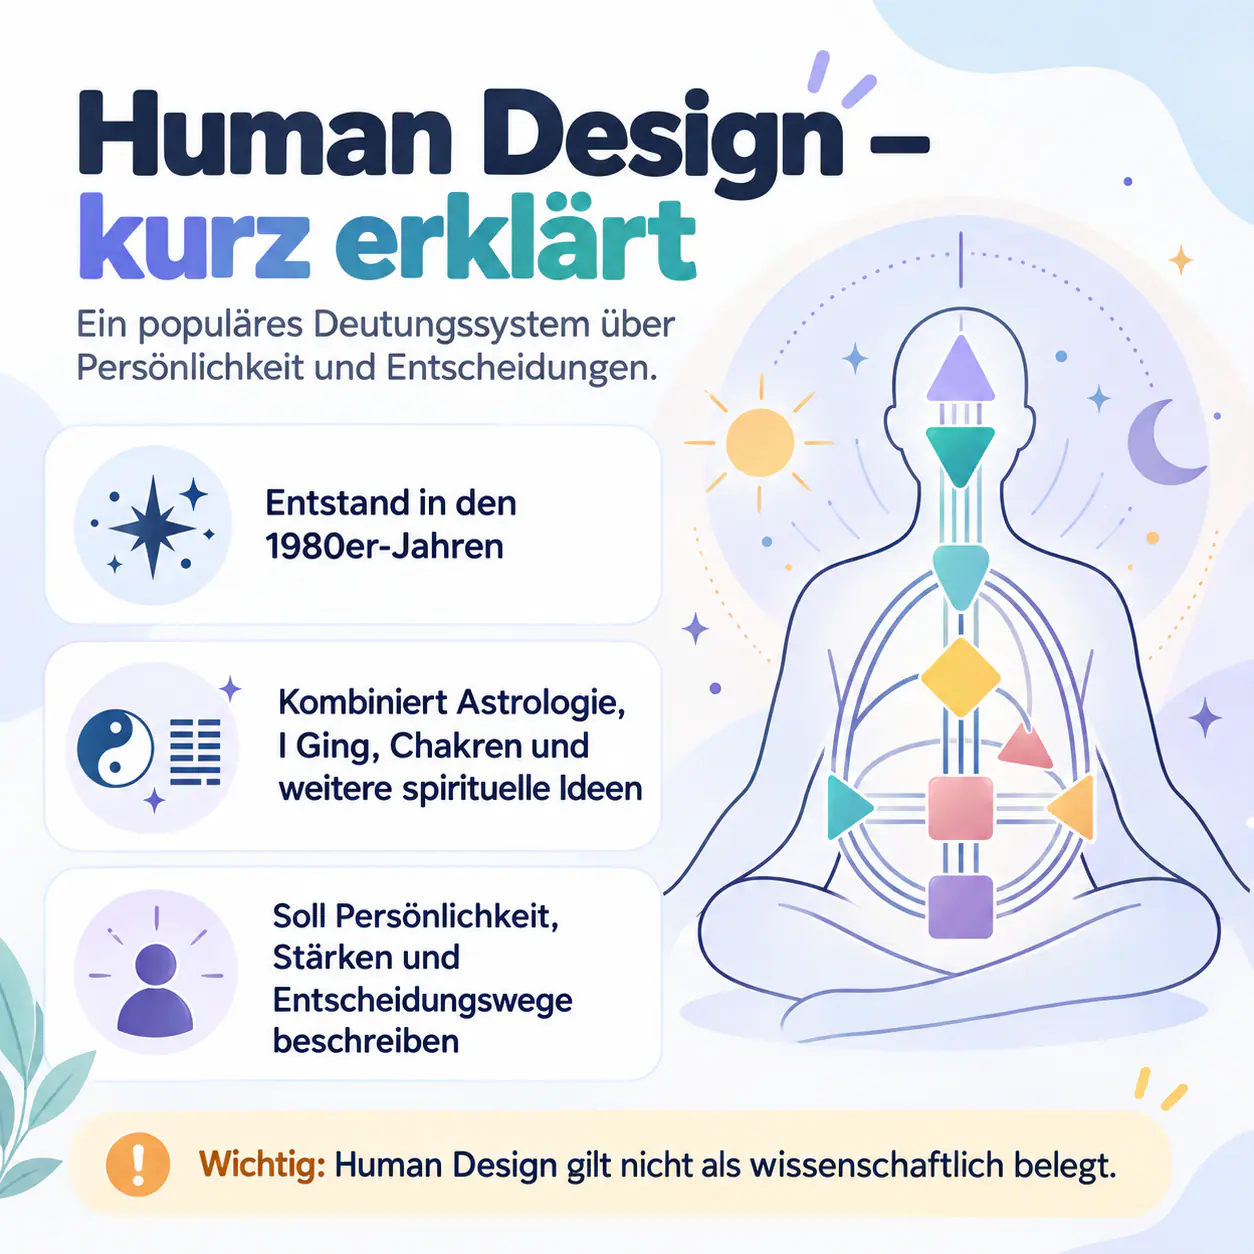 Human Design –
kurz erklärt
Ein populäres Deutungssystem über
Persönlichkeit und Entscheidungen.
Entstand in den
1980er-Jahren
Kombiniert Astrologie,
I Ging, Chakren und
weitere spirituelle Ideen
Soll Persönlichkeit,
Stärken und
Entscheidungswege
beschreiben
Wichtig: Human Design gilt nicht als wissenschaftlich belegt.